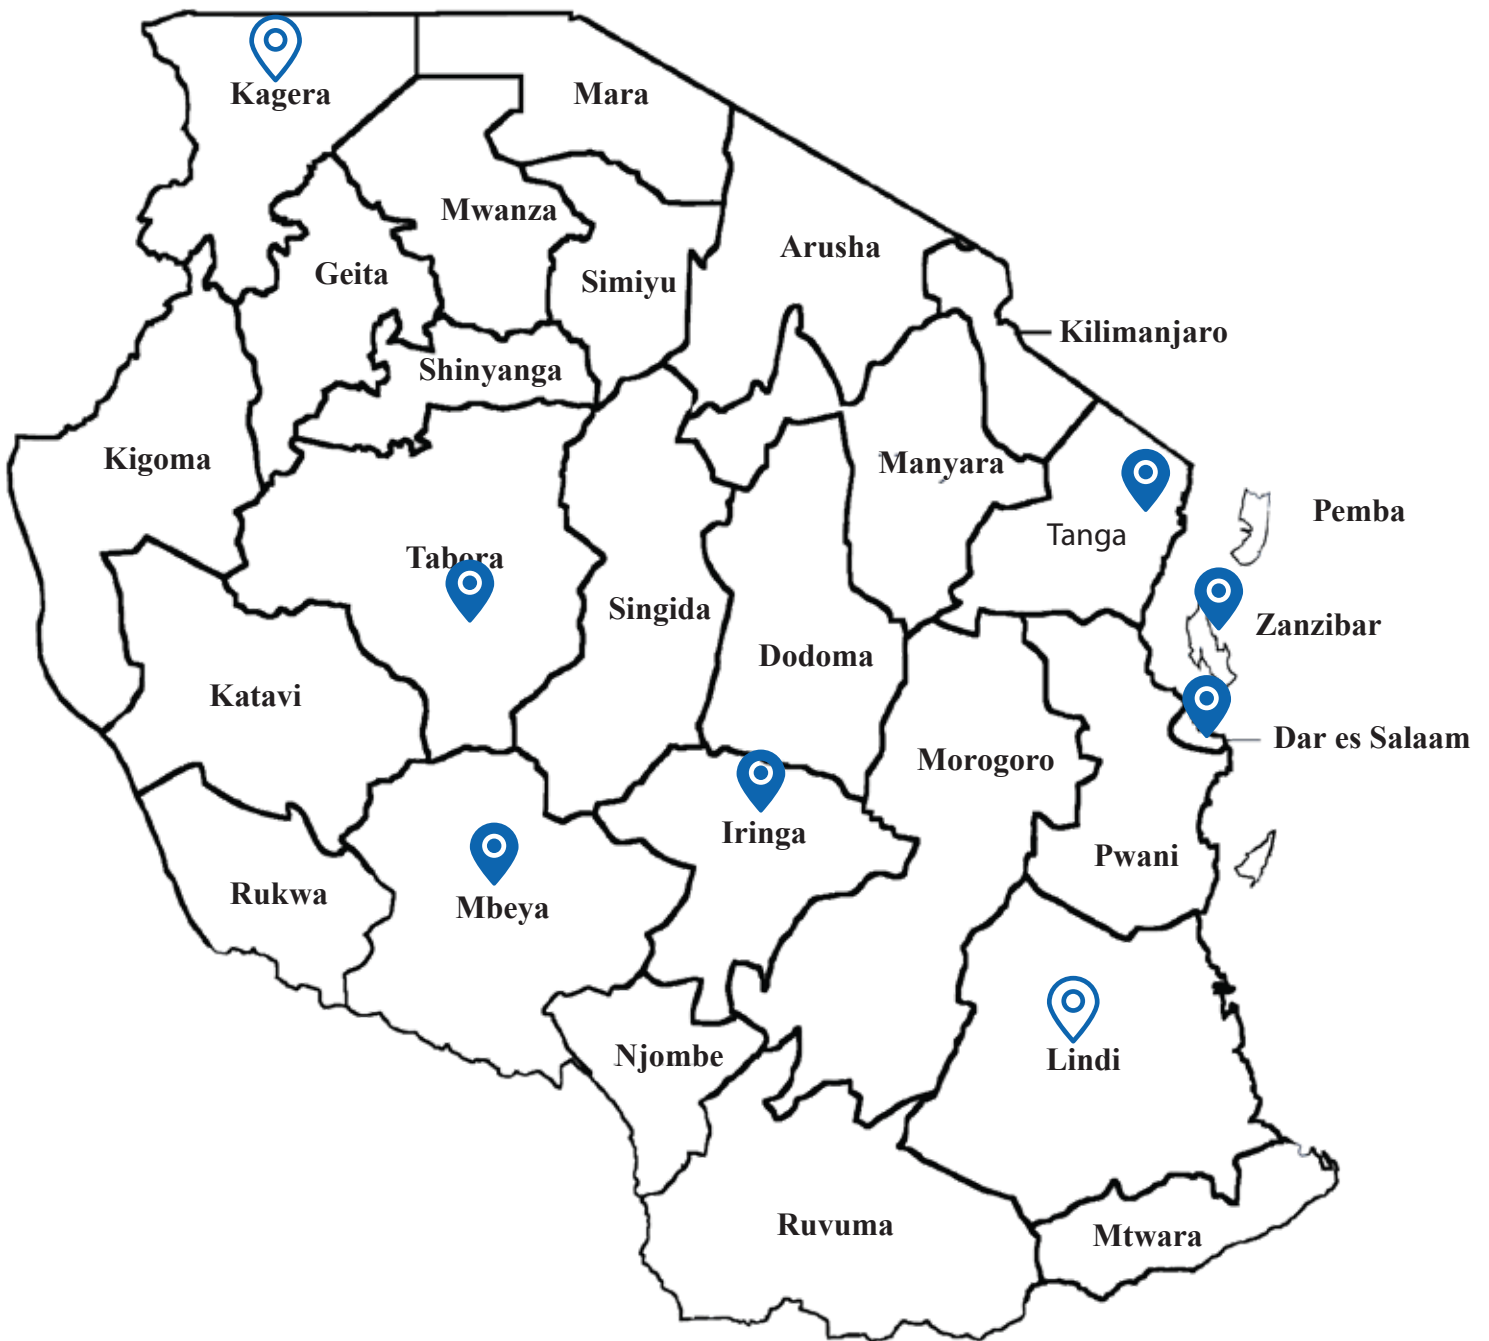 Kagera
Mara
Mwanza
Arusha
Geita
Simiyu
Kilimanjaro
Shinyanga
Kigoma
Manyara
Pemba
Tanga
Tabora
Singida
Zanzibar
Dodoma
Katavi
Dar es Salaam
Morogoro
Iringa
Pwani
Rukwa
Mbeya
Njombe
Lindi
Ruvuma
Mtwara